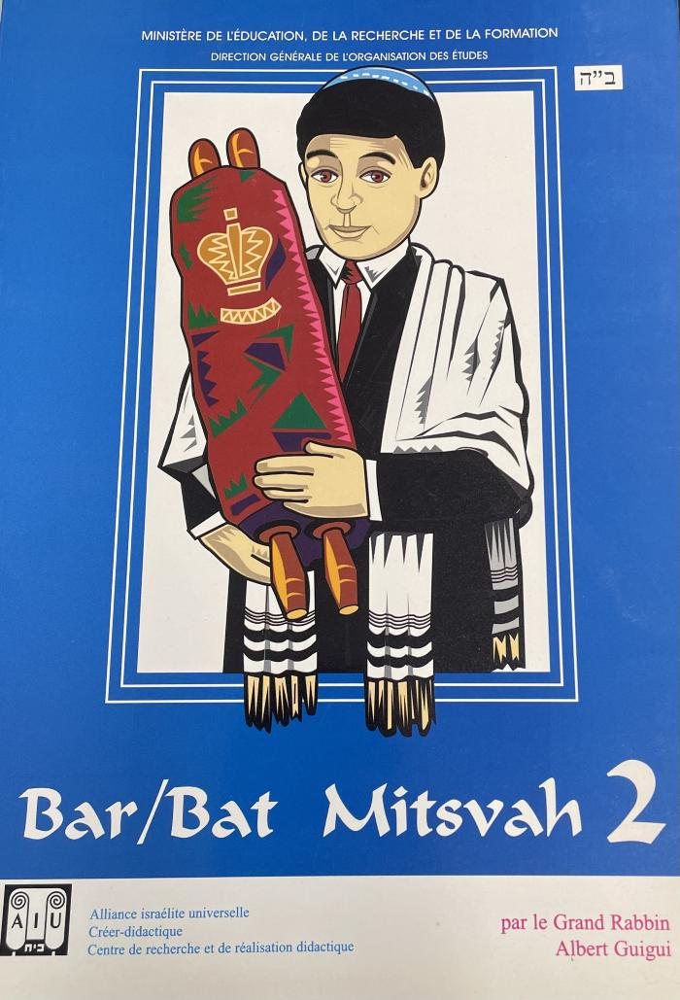 MINISTÈRE DE L'ÉDUCATION, DE LA RECHERCHE ET DE LA FORMATION
DIRECTION GÉNÉRALE DE L'ORGANISATION DES ÉTUDES
ב״ה
Bar/Bat Mitsvah 2
A I U
כי״ח
Alliance israélite universelle
Créer-didactique
Centre de recherche et de réalisation didactique
par le Grand Rabbin
Albert Guigui